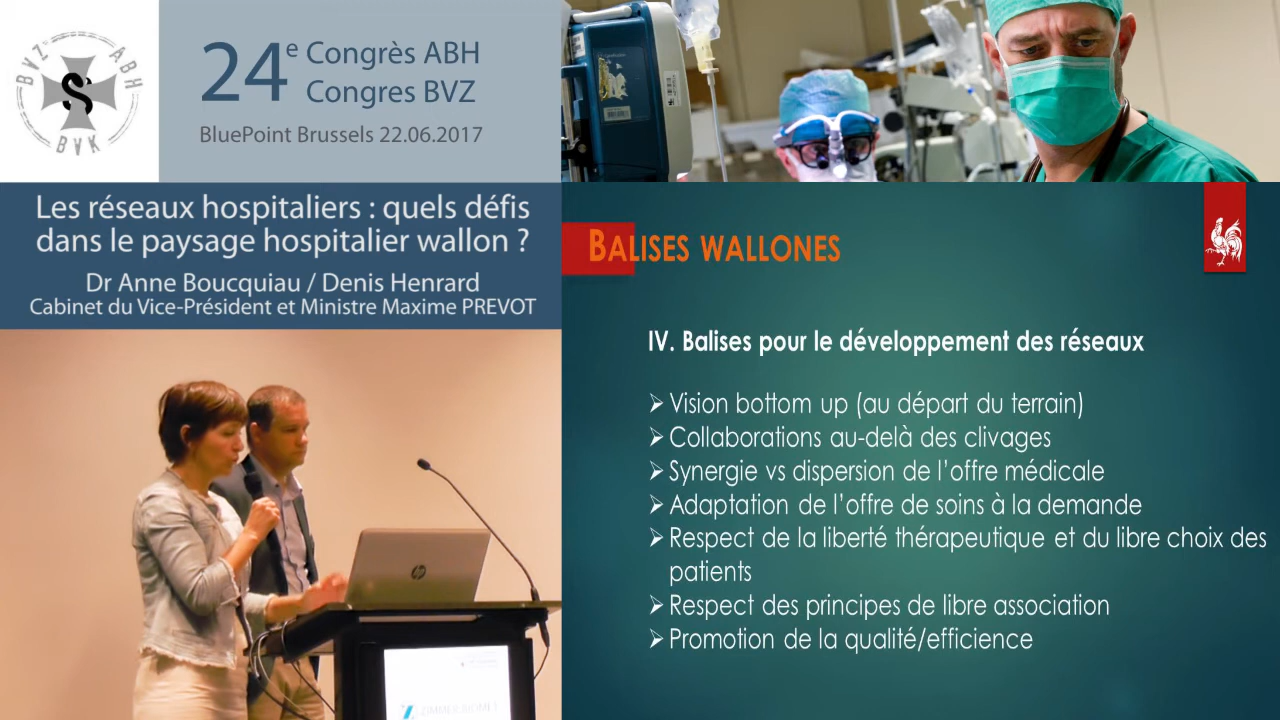 BVZ ABH
BVK
S
24e Congrès ABH
Congres BVZ
BluePoint Brussels 22.06.2017
Les réseaux hospitaliers : quels défis
dans le paysage hospitalier wallon ?
Dr Anne Boucquiau / Denis Henrard
Cabinet du Vice-Président et Ministre Maxime PREVOT
BALISES WALLONES
IV. Balises pour le développement des réseaux
➢ Vision bottom up (au départ du terrain)
➢ Collaborations au-delà des clivages
➢ Synergie vs dispersion de l'offre médicale
➢ Adaptation de l'offre de soins à la demande
➢ Respect de la liberté thérapeutique et du libre choix des
patients
➢ Respect des principes de libre association
➢ Promotion de la qualité/efficience
hp
ZIMMER BIOMET